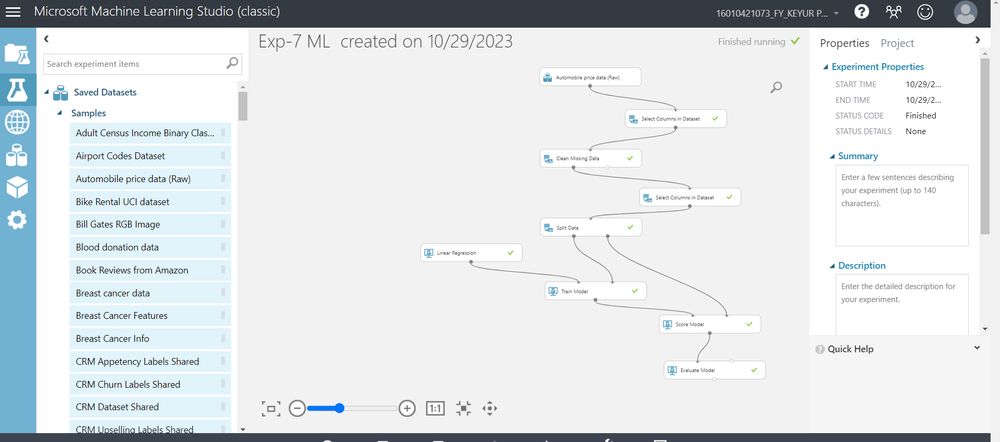 Microsoft Machine Learning Studio (classic)
16010421073_FY_KEYUR P...
Search experiment items
Saved Datasets
Samples
Adult Census Income Binary Clas...
Airport Codes Dataset
Automobile price data (Raw)
Bike Rental UCI dataset
Bill Gates RGB Image
Blood donation data
Book Reviews from Amazon
Breast cancer data
Breast Cancer Features
Breast Cancer Info
CRM Appetency Labels Shared
CRM Churn Labels Shared
CRM Dataset Shared
CRM Upselling Labels Shared
Exp-7 ML created on 10/29/2023
Finished running
Automobile price data (Raw)
Select Columns in Dataset
Clean Missing Data
Select Columns in Dataset
Split Data
Linear Regression
Train Model
Score Model
Evaluate Model
1:1
Properties Project
Experiment Properties
START TIME 10/29/2...
END TIME 10/29/2...
STATUS CODE Finished
STATUS DETAILS None
Summary
Enter a few sentences describing
your experiment (up to 140
characters).
Description
Enter the detailed description for
your experiment.
Quick Help